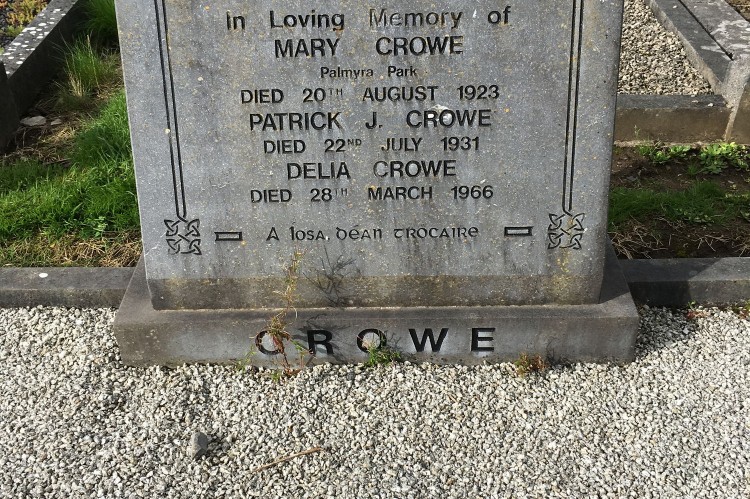 In Loving Memory of
MARY CROWE
Palmyra Park
DIED 20TH AUGUST 1923
PATRICK J. CROWE
DIED 22ND JULY 1931
DELIA CROWE
DIED 28TH MARCH 1966
A Íosa, déan trócaire
CROWE